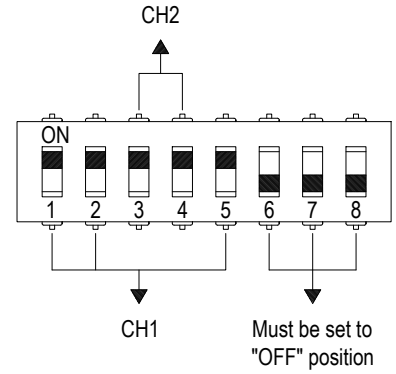 CH2
ON
1 2 3 4 5 6 7 8
CH1
Must be set to
"OFF" position